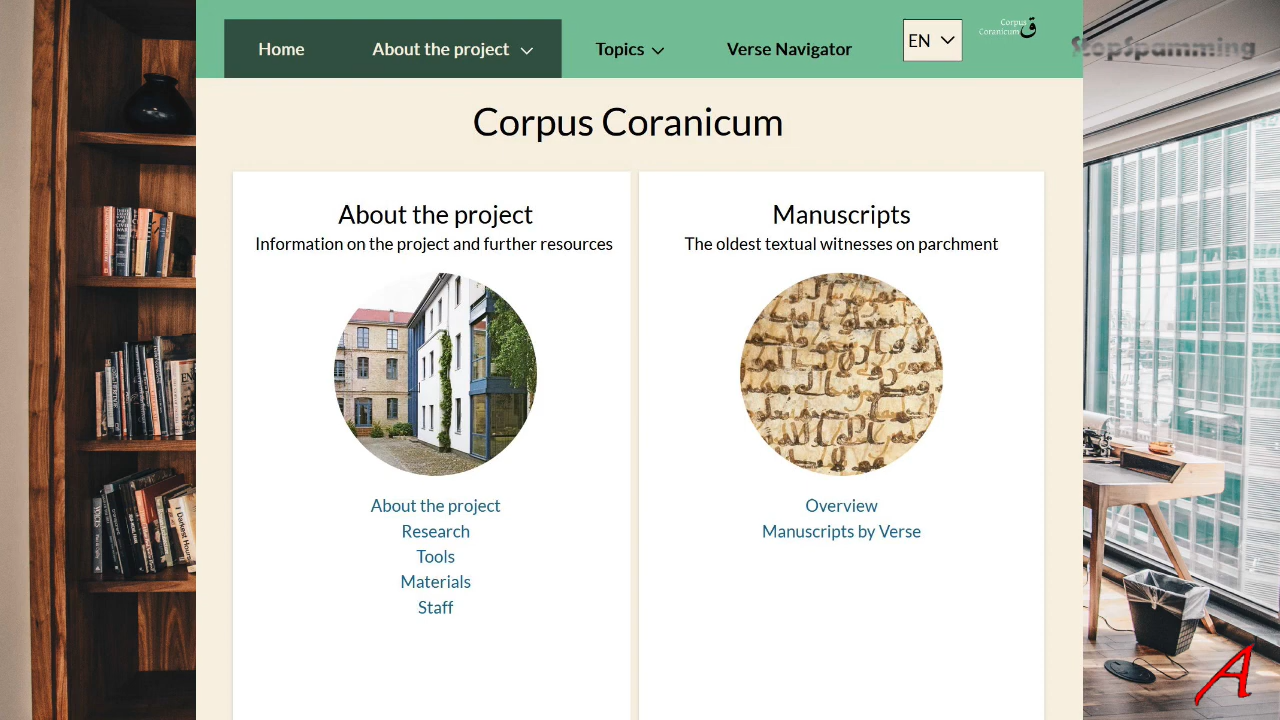 Home
About the project
Topics
Verse Navigator
EN
Corpus
Coranicum
StopSpamming
Corpus Coranicum
About the project
Information on the project and further resources
Manuscripts
The oldest textual witnesses on parchment
About the project
Research
Tools
Materials
Staff
Overview
Manuscripts by Verse
A